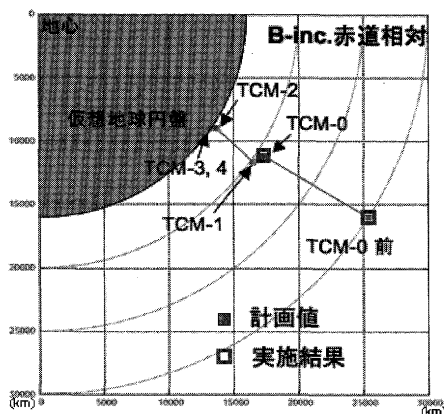 0
地心
B-inc.赤道相対
5000
TCM-2
仮想地球円盤
TCM-0
10000
TCM-3, 4
TCM-1
15000
TCM-0 前
20000
計画値
25000
実施結果
30000
(km)
0
5000
10000
15000
20000
25000
30000
(km)